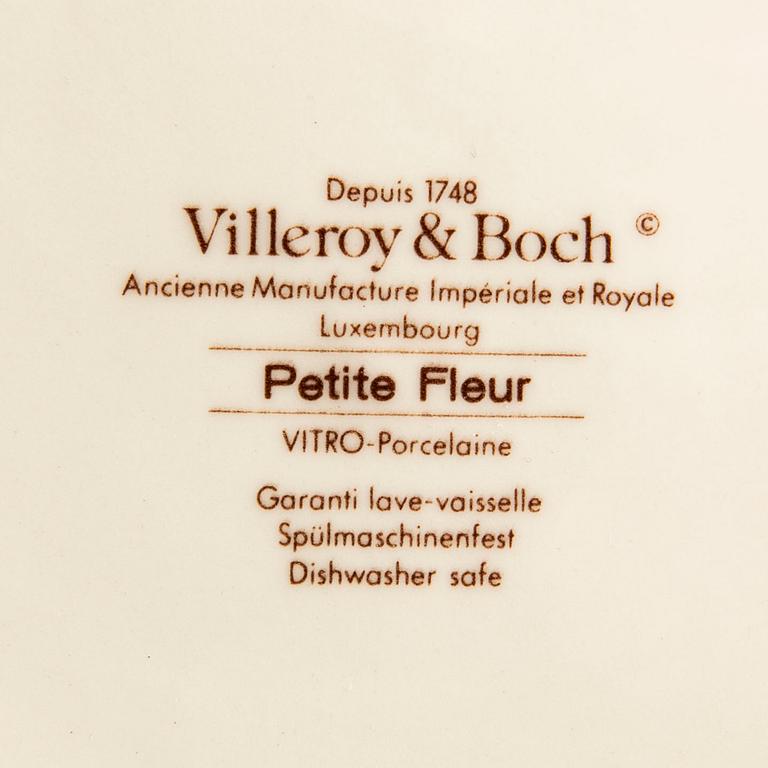 Depuis 1748
Villeroy & Boch ©
Ancienne Manufacture Impériale et Royale
Luxembourg
Petite Fleur
VITRO-Porcelaine
Garanti lave-vaisselle
Spülmaschinenfest
Dishwasher safe